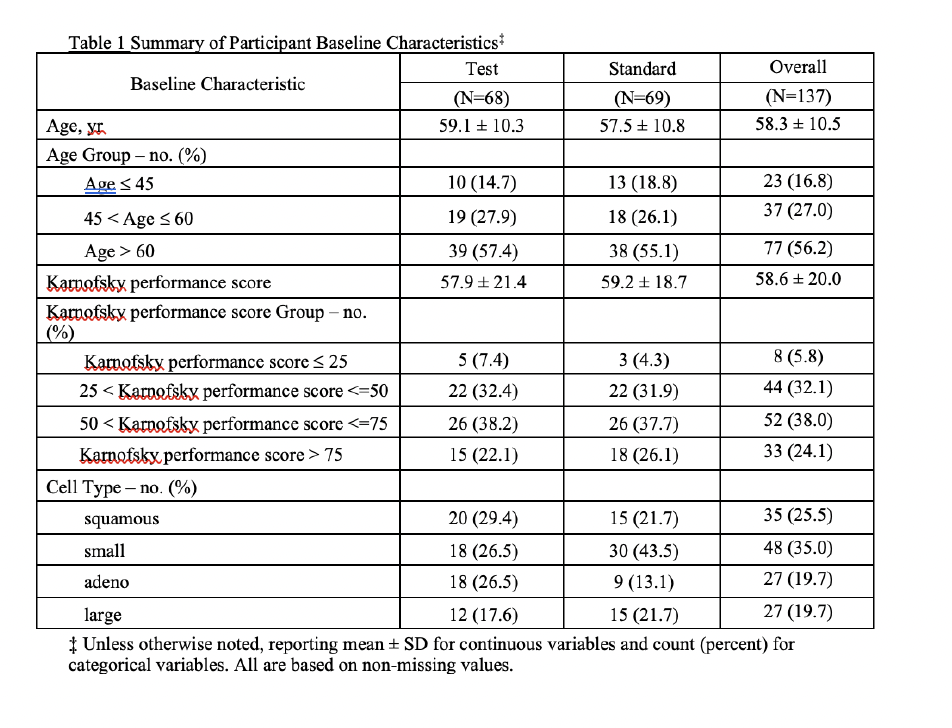 Table 1 Summary of Participant Baseline Characteristics‡
Baseline Characteristic Test Standard Overall
(N=68) (N=69) (N=137)
Age, yr 59.1 ± 10.3 57.5 ± 10.8 58.3 ± 10.5
Age Group – no. (%)
Age ≤ 45 10 (14.7) 13 (18.8) 23 (16.8)
45 < Age ≤ 60 19 (27.9) 18 (26.1) 37 (27.0)
Age > 60 39 (57.4) 38 (55.1) 77 (56.2)
Karnofsky performance score 57.9 ± 21.4 59.2 ± 18.7 58.6 ± 20.0
Karnofsky performance score Group – no.
(%)
Karnofsky performance score ≤ 25 5 (7.4) 3 (4.3) 8 (5.8)
25 < Karnofsky performance score <=50 22 (32.4) 22 (31.9) 44 (32.1)
50 < Karnofsky performance score <=75 26 (38.2) 26 (37.7) 52 (38.0)
Karnofsky performance score > 75 15 (22.1) 18 (26.1) 33 (24.1)
Cell Type – no. (%)
squamous 20 (29.4) 15 (21.7) 35 (25.5)
small 18 (26.5) 30 (43.5) 48 (35.0)
adeno 18 (26.5) 9 (13.1) 27 (19.7)
large 12 (17.6) 15 (21.7) 27 (19.7)
‡ Unless otherwise noted, reporting mean ± SD for continuous variables and count (percent) for
categorical variables. All are based on non-missing values.